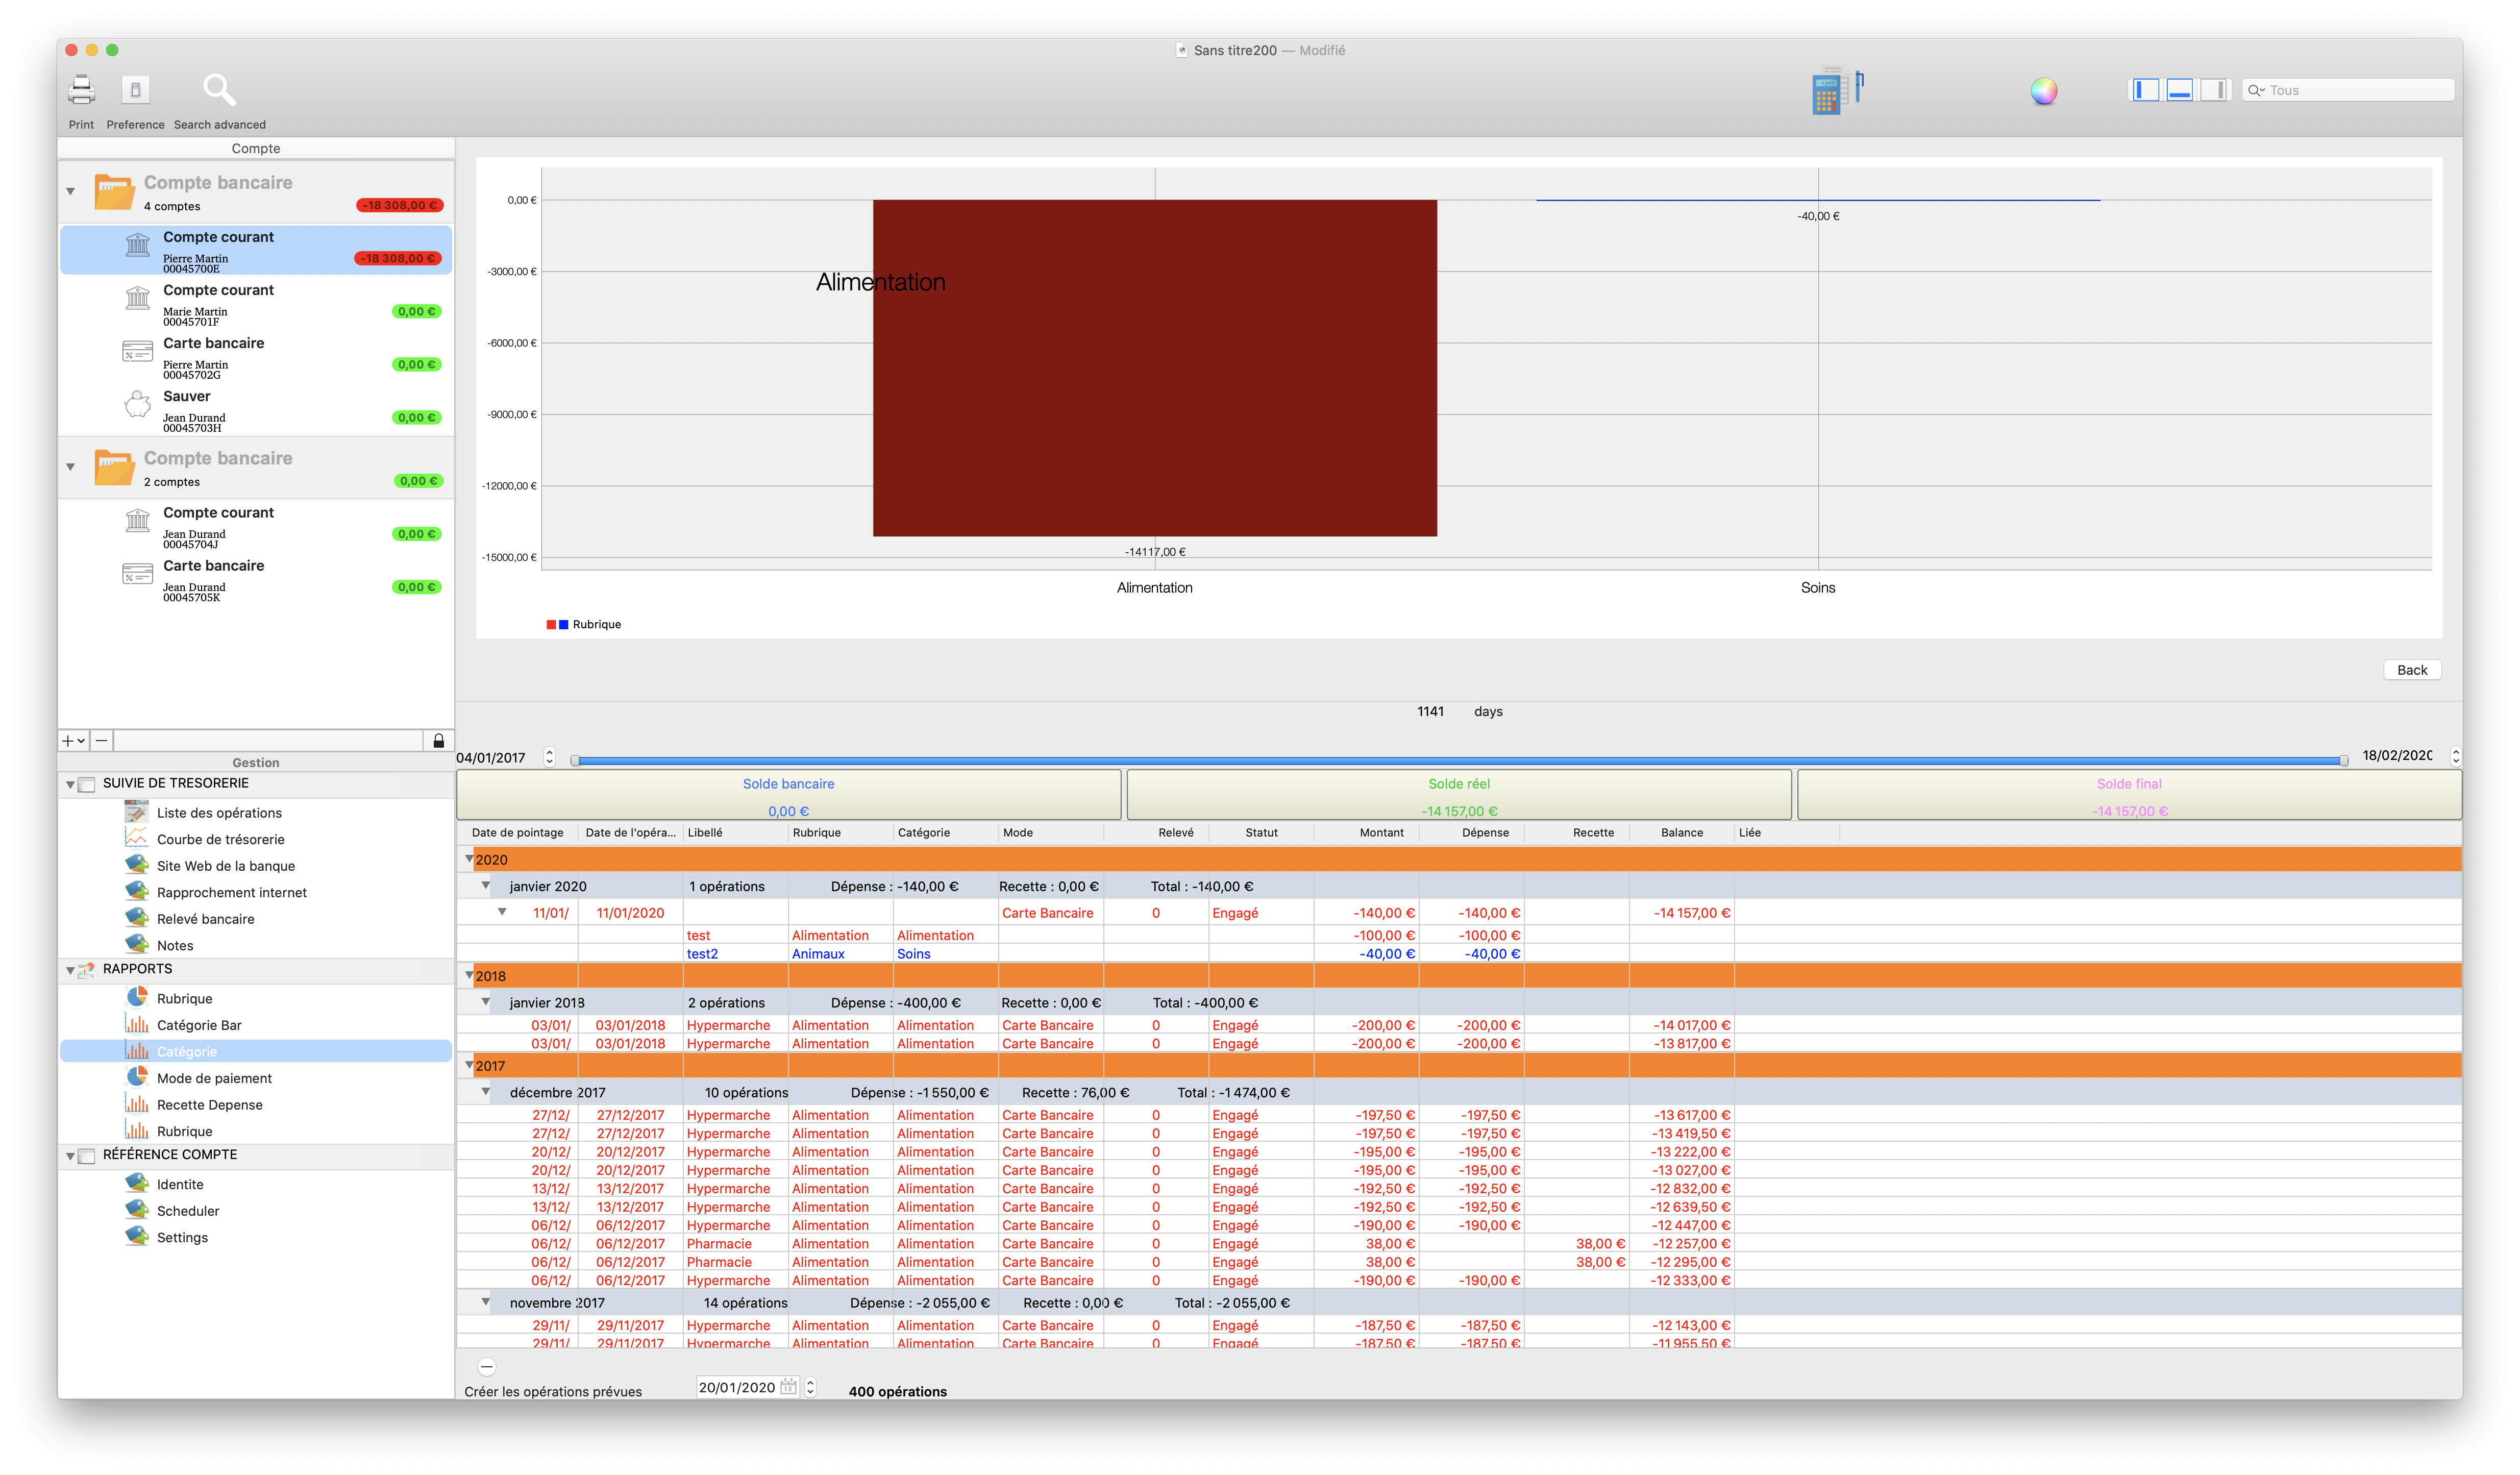 Sans titre200 — Modifié
Print Preference Search advanced Tous
Compte
Compte bancaire
4 comptes -18 308,00 €
Compte courant
Pierre Martin -18 308,00 €
00045700E
Compte courant
Marie Martin 0,00 €
00045701F
Carte bancaire
Pierre Martin 0,00 €
00045702G
Sauver
Jean Durand 0,00 €
00045703H
Compte bancaire
2 comptes 0,00 €
Compte courant
Jean Durand 0,00 €
00045704J
Carte bancaire
Jean Durand 0,00 €
00045705K
Gestion
SUIVIE DE TRESORERIE
Liste des opérations
Courbe de trésorerie
Site Web de la banque
Rapprochement internet
Relevé bancaire
Notes
RAPPORTS
Rubrique
Catégorie Bar
Catégorie
Mode de paiement
Recette Depense
Rubrique
RÉFÉRENCE COMPTE
Identite
Scheduler
Settings
0,00 €
-40,00 €
-3000,00 €
Alimentation
-6000,00 €
-9000,00 €
-12000,00 €
-14117,00 €
-15000,00 €
Alimentation Soins
Rubrique
Back
1141 days
04/01/2017 18/02/2020
Solde bancaire Solde réel Solde final
0,00 € -14 157,00 € -14 157,00 €
Date de pointage Date de l'opéra... Libellé Rubrique Catégorie Mode Relevé Statut Montant Dépense Recette Balance Liée
2020
janvier 2020 1 opérations Dépense : -140,00 € Recette : 0,00 € Total : -140,00 €
11/01/ 11/01/2020 Carte Bancaire 0 Engagé -140,00 € -140,00 € -14 157,00 €
test Alimentation Alimentation -100,00 € -100,00 €
test2 Animaux Soins -40,00 € -40,00 €
2018
janvier 2018 2 opérations Dépense : -400,00 € Recette : 0,00 € Total : -400,00 €
03/01/ 03/01/2018 Hypermarche Alimentation Alimentation Carte Bancaire 0 Engagé -200,00 € -200,00 € -14 017,00 €
03/01/ 03/01/2018 Hypermarche Alimentation Alimentation Carte Bancaire 0 Engagé -200,00 € -200,00 € -13 817,00 €
2017
décembre 2017 10 opérations Dépense : -1 550,00 € Recette : 76,00 € Total : -1 474,00 €
27/12/ 27/12/2017 Hypermarche Alimentation Alimentation Carte Bancaire 0 Engagé -197,50 € -197,50 € -13 617,00 €
27/12/ 27/12/2017 Hypermarche Alimentation Alimentation Carte Bancaire 0 Engagé -197,50 € -197,50 € -13 419,50 €
20/12/ 20/12/2017 Hypermarche Alimentation Alimentation Carte Bancaire 0 Engagé -195,00 € -195,00 € -13 222,00 €
20/12/ 20/12/2017 Hypermarche Alimentation Alimentation Carte Bancaire 0 Engagé -195,00 € -195,00 € -13 027,00 €
13/12/ 13/12/2017 Hypermarche Alimentation Alimentation Carte Bancaire 0 Engagé -192,50 € -192,50 € -12 832,00 €
13/12/ 13/12/2017 Hypermarche Alimentation Alimentation Carte Bancaire 0 Engagé -192,50 € -192,50 € -12 639,50 €
06/12/ 06/12/2017 Hypermarche Alimentation Alimentation Carte Bancaire 0 Engagé -190,00 € -190,00 € -12 447,00 €
06/12/ 06/12/2017 Pharmacie Alimentation Alimentation Carte Bancaire 0 Engagé 38,00 € 38,00 € -12 257,00 €
06/12/ 06/12/2017 Pharmacie Alimentation Alimentation Carte Bancaire 0 Engagé 38,00 € 38,00 € -12 295,00 €
06/12/ 06/12/2017 Hypermarche Alimentation Alimentation Carte Bancaire 0 Engagé -190,00 € -190,00 € -12 333,00 €
novembre 2017 14 opérations Dépense : -2 055,00 € Recette : 0,00 € Total : -2 055,00 €
29/11/ 29/11/2017 Hypermarche Alimentation Alimentation Carte Bancaire 0 Engagé -187,50 € -187,50 € -12 143,00 €
29/11/ 29/11/2017 Hypermarche Alimentation Alimentation Carte Bancaire 0 Engagé -187,50 € -187,50 € -11 955,50 €
Créer les opérations prévues 20/01/2020 400 opérations